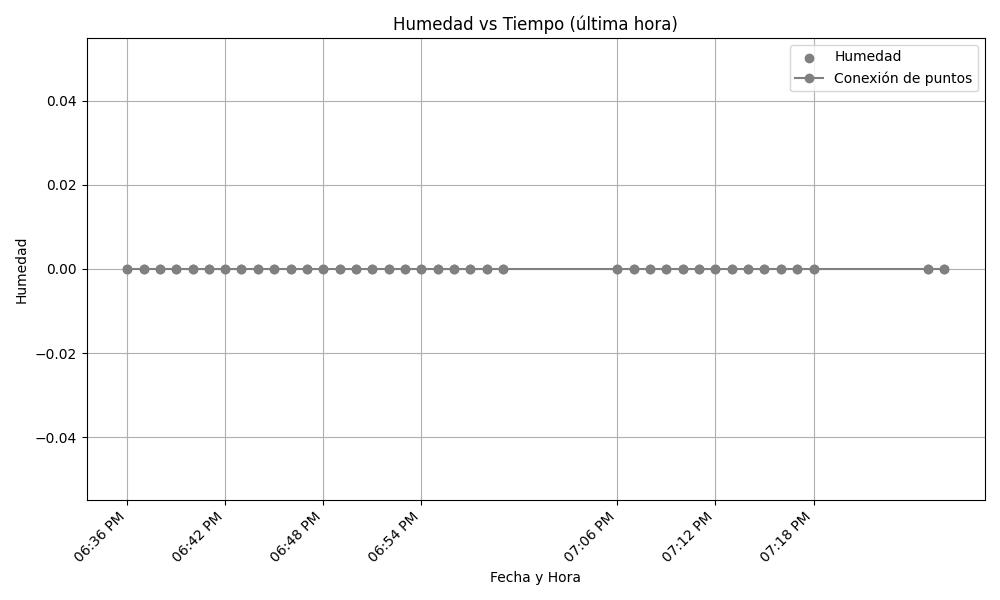 Humedad vs Tiempo (última hora)
Humedad
Conexión de puntos
0.04
0.02
0.00
−0.02
−0.04
Humedad
06:36 PM
06:42 PM
06:48 PM
06:54 PM
07:06 PM
07:12 PM
07:18 PM
Fecha y Hora